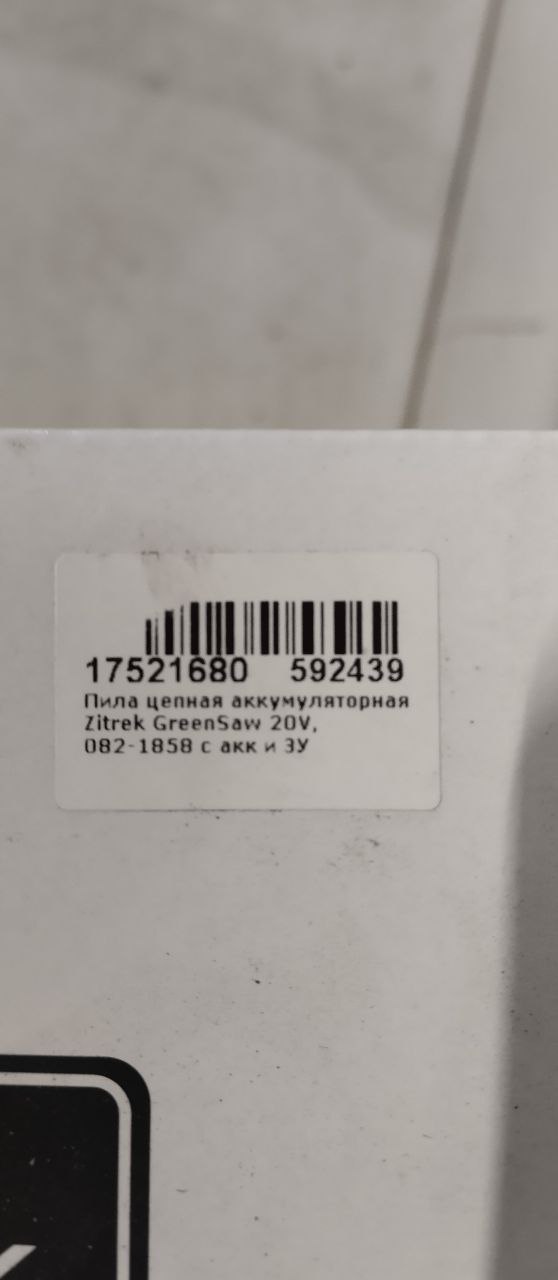 17521680 592439
Пила цепная аккумуляторная
Zitrek GreenSaw 20V,
082-1858 с акк и ЗУ